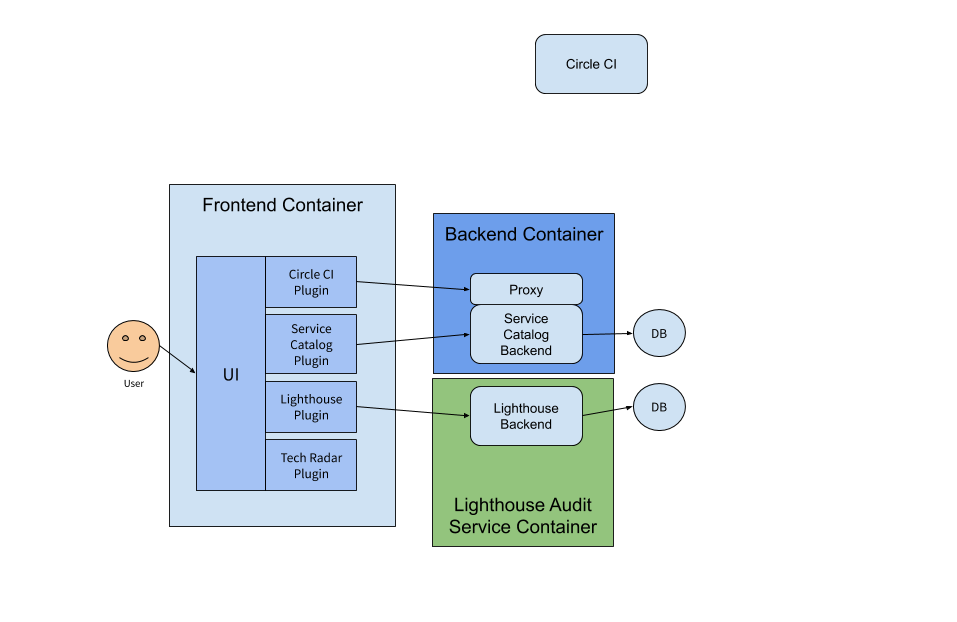 Circle CI
Frontend Container
Backend Container
Circle CI
Plugin
Proxy
Service
Catalog
Plugin
Service
Catalog
Backend
DB
User
UI
Lighthouse
Plugin
Lighthouse
Backend
DB
Tech Radar
Plugin
Lighthouse Audit
Service Container